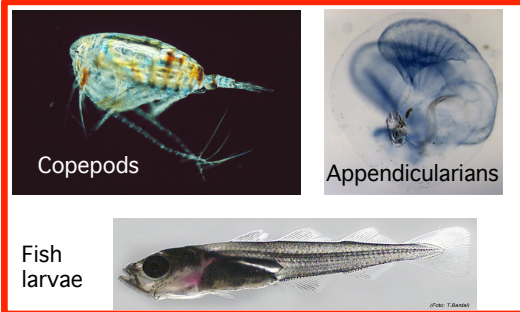 Copepods
Appendicularians
Fish
larvae
(Foto: T.Bardal)